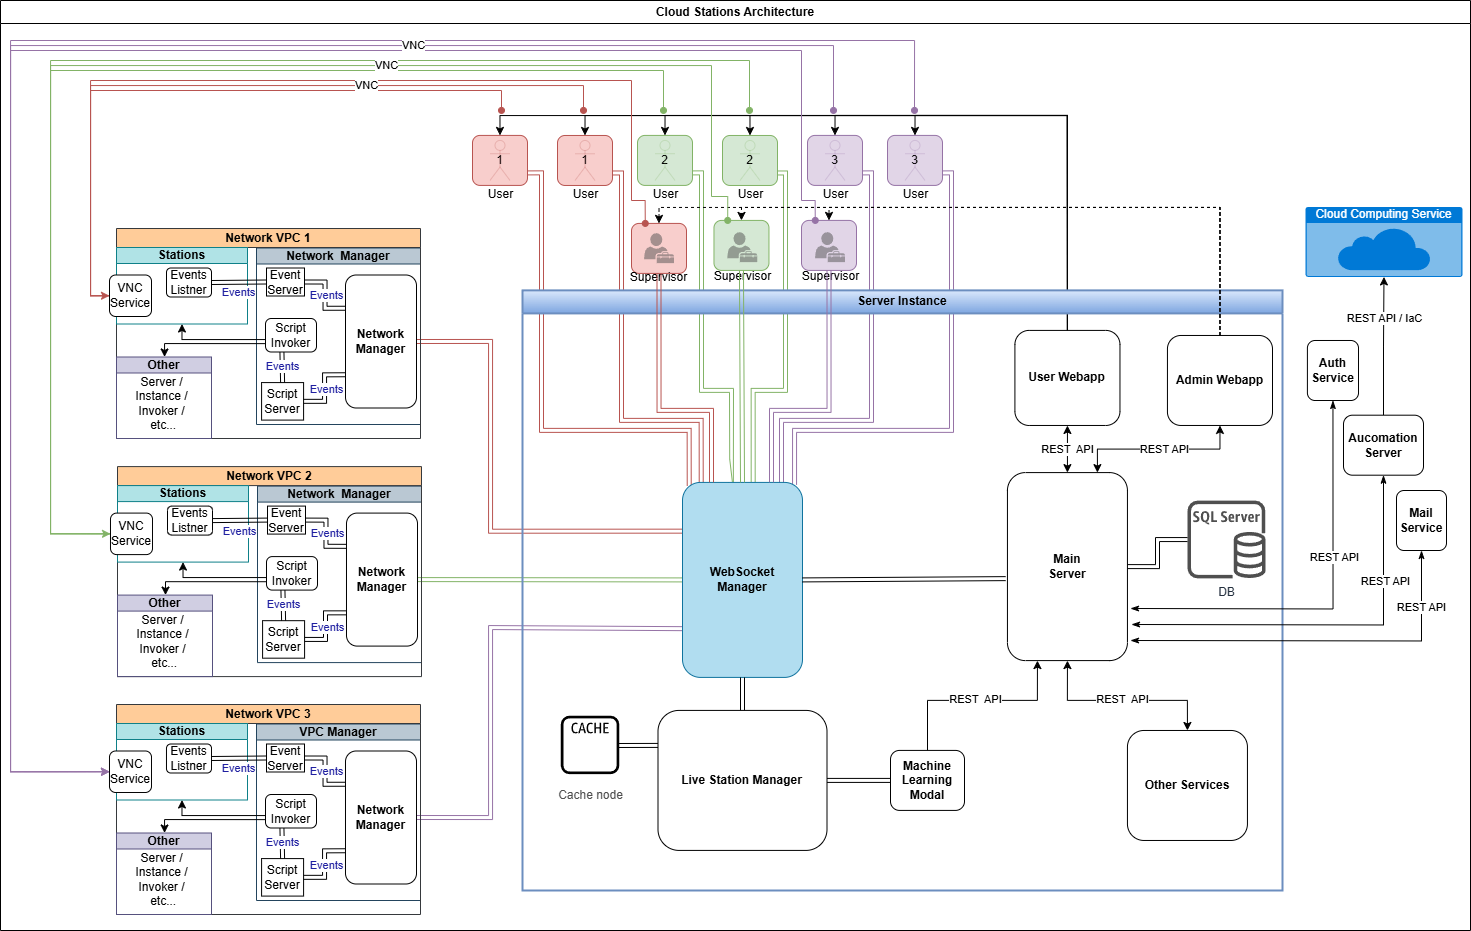 Cloud Stations Architecture
VNC
VNC
VNC
1
1
2
2
3
3
User
User
User
User
User
User
Supervisor
Supervisor
Supervisor
Cloud Computing Service
REST API / IaC
Auth
Service
Aucomation
Server
Mail
Service
REST API
REST API
REST API
Network VPC 1
Stations
Network Manager
VNC
Service
Events
Listner
Events
Event
Server
Events
Script
Invoker
Events
Script
Server
Events
Network
Manager
Other
Server /
Instance /
Invoker /
etc...
Network VPC 2
Stations
Network Manager
VNC
Service
Events
Listner
Events
Event
Server
Events
Script
Invoker
Events
Script
Server
Events
Network
Manager
Other
Server /
Instance /
Invoker /
etc...
Network VPC 3
Stations
VPC Manager
VNC
Service
Events
Listner
Events
Event
Server
Events
Script
Invoker
Events
Script
Server
Events
Network
Manager
Other
Server /
Instance /
Invoker /
etc...
Server Instance
User Webapp
Admin Webapp
REST API
REST API
WebSocket
Manager
Main
Server
SQL Server
DB
REST API
REST API
CACHE
Cache node
Live Station Manager
Machine
Learning
Modal
Other Services